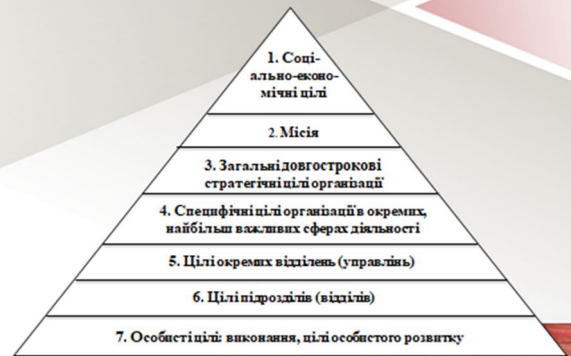 1. Соці-
ально-еконо-
мічні цілі
2. Місія
3. Загальні довгострокові
стратегічні цілі організації
4. Специфічні цілі організації в окремих,
найбільш важливих сферах діяльності
5. Цілі окремих відділень (управлінь)
6. Цілі підрозділів (відділів)
7. Особисті цілі: виконання, цілі особистого розвитку